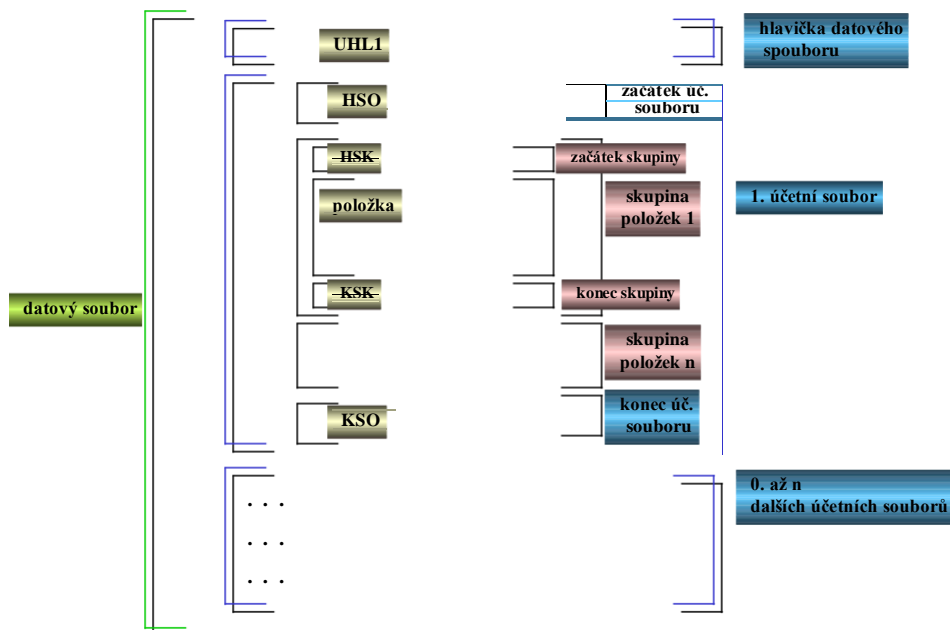 UHL1
hlavička datového
spouboru
HSO
začátek uč.
souboru
HSK
začátek skupiny
položka
skupina
položek 1
1. účetní soubor
KSK
konec skupiny
datový soubor
skupina
položek n
KSO
konec úč.
souboru
0. až n
dalších účetních souborů
. . .
. . .
. . .